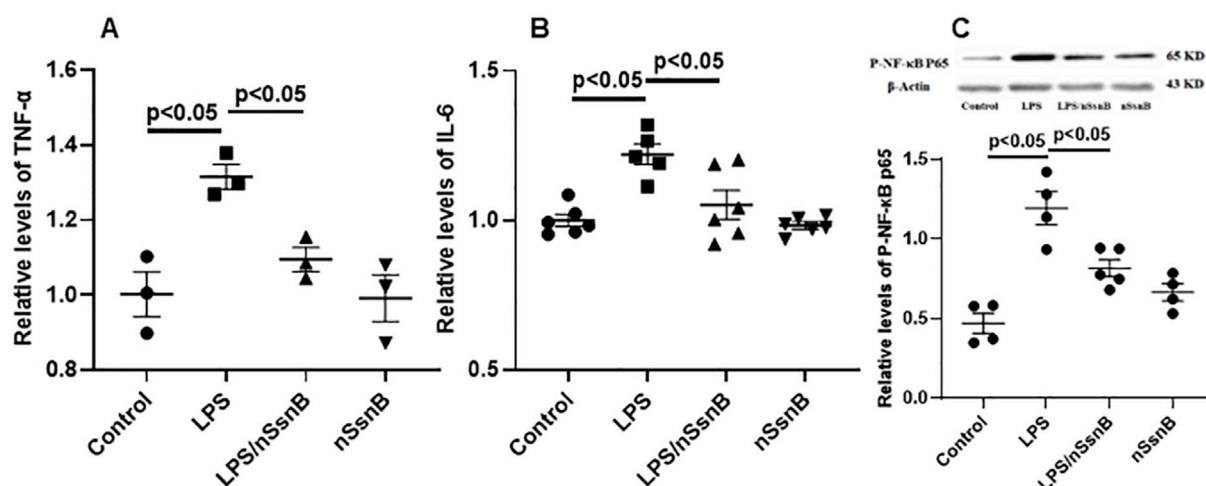 A
Relative levels of TNF-α
1.6
1.4
1.2
1.0
0.8
p<0.05
p<0.05
Control
LPS
LPS/nSsnB
nSsnB
B
Relative levels of IL-6
1.5
1.0
0.5
p<0.05
p<0.05
Control
LPS
LPS/nSsnB
nSsnB
C
P-NF-κB P65
65 KD
β-Actin
43 KD
Control LPS LPS/nSsnB nSsnB
Relative levels of P-NF-κB p65
1.5
1.0
0.5
0.0
p<0.05
p<0.05
Control
LPS
LPS/nSsnB
nSsnB